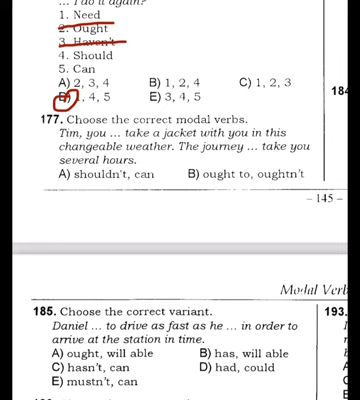 ... I do it again?
1. Need
2. Ought
3. Haven't
4. Should
5. Can
A) 2, 3, 4 B) 1, 2, 4 C) 1, 2, 3
D) 1, 4, 5 E) 3, 4, 5
177. Choose the correct modal verbs.
Tim, you ... take a jacket with you in this
changeable weather. The journey ... take you
several hours.
A) shouldn't, can B) ought to, oughtn't
184
– 145 –
Modal Verb
185. Choose the correct variant.
Daniel ... to drive as fast as he ... in order to
arrive at the station in time.
A) ought, will able B) has, will able
C) hasn't, can D) had, could
E) mustn't, can
193.